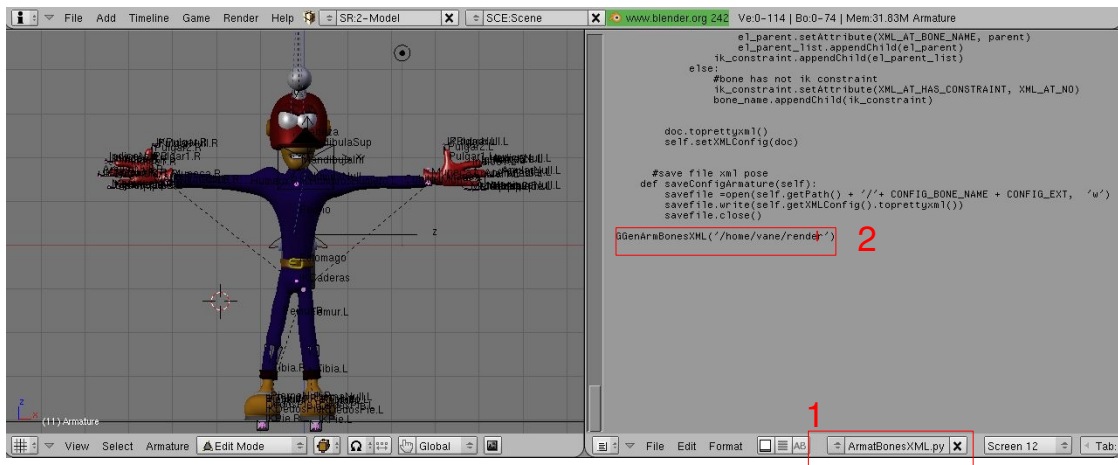 File Add Timeline Game Render Help SR:2-Model X SCE:Scene X www.blender.org 242 Ve:0-114 | Bo:0-74 | Mem:31.83M Armature
el_parent.setAttribute(XML_AT_BONE_NAME, parent)
el_parent_list.appendChild(el_parent)
ik_constraint.appendChild(el_parent_list)
else:
#bone has not ik constraint
ik_constraint.setAttribute(XML_AT_HAS_CONSTRAINT, XML_AT_NO)
bone_name.appendChild(ik_constraint)
doc.toprettyxml()
self.setXMLConfig(doc)
#save file xml pose
def saveConfigArmature(self):
savefile =open(self.getPath() + '/'+ CONFIG_BONE_NAME + CONFIG_EXT, 'w')
savefile.write(self.getXMLConfig().toprettyxml())
savefile.close()
GGenArmBonesXML('/home/vane/render')
2
z
Femur.L
Tibia.L
z
x
(11) Armature
1
View Select Armature Edit Mode Global
File Edit Format AB ArmatBonesXML.py X Screen 12 Tab: